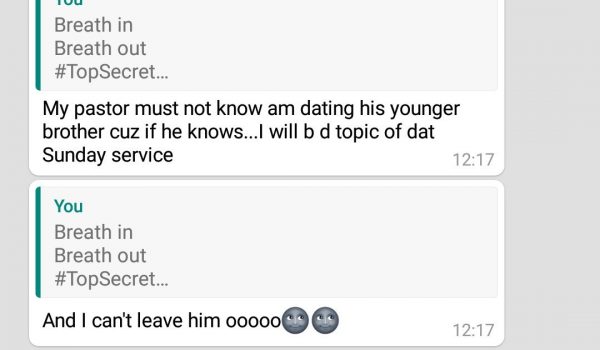 You
Breath in
Breath out
#TopSecret…
My pastor must not know am dating his younger
brother cuz if he knows...I will b d topic of dat
Sunday service
12:17
You
Breath in
Breath out
#TopSecret…
And I can't leave him ooooo🌚🌚
12:17